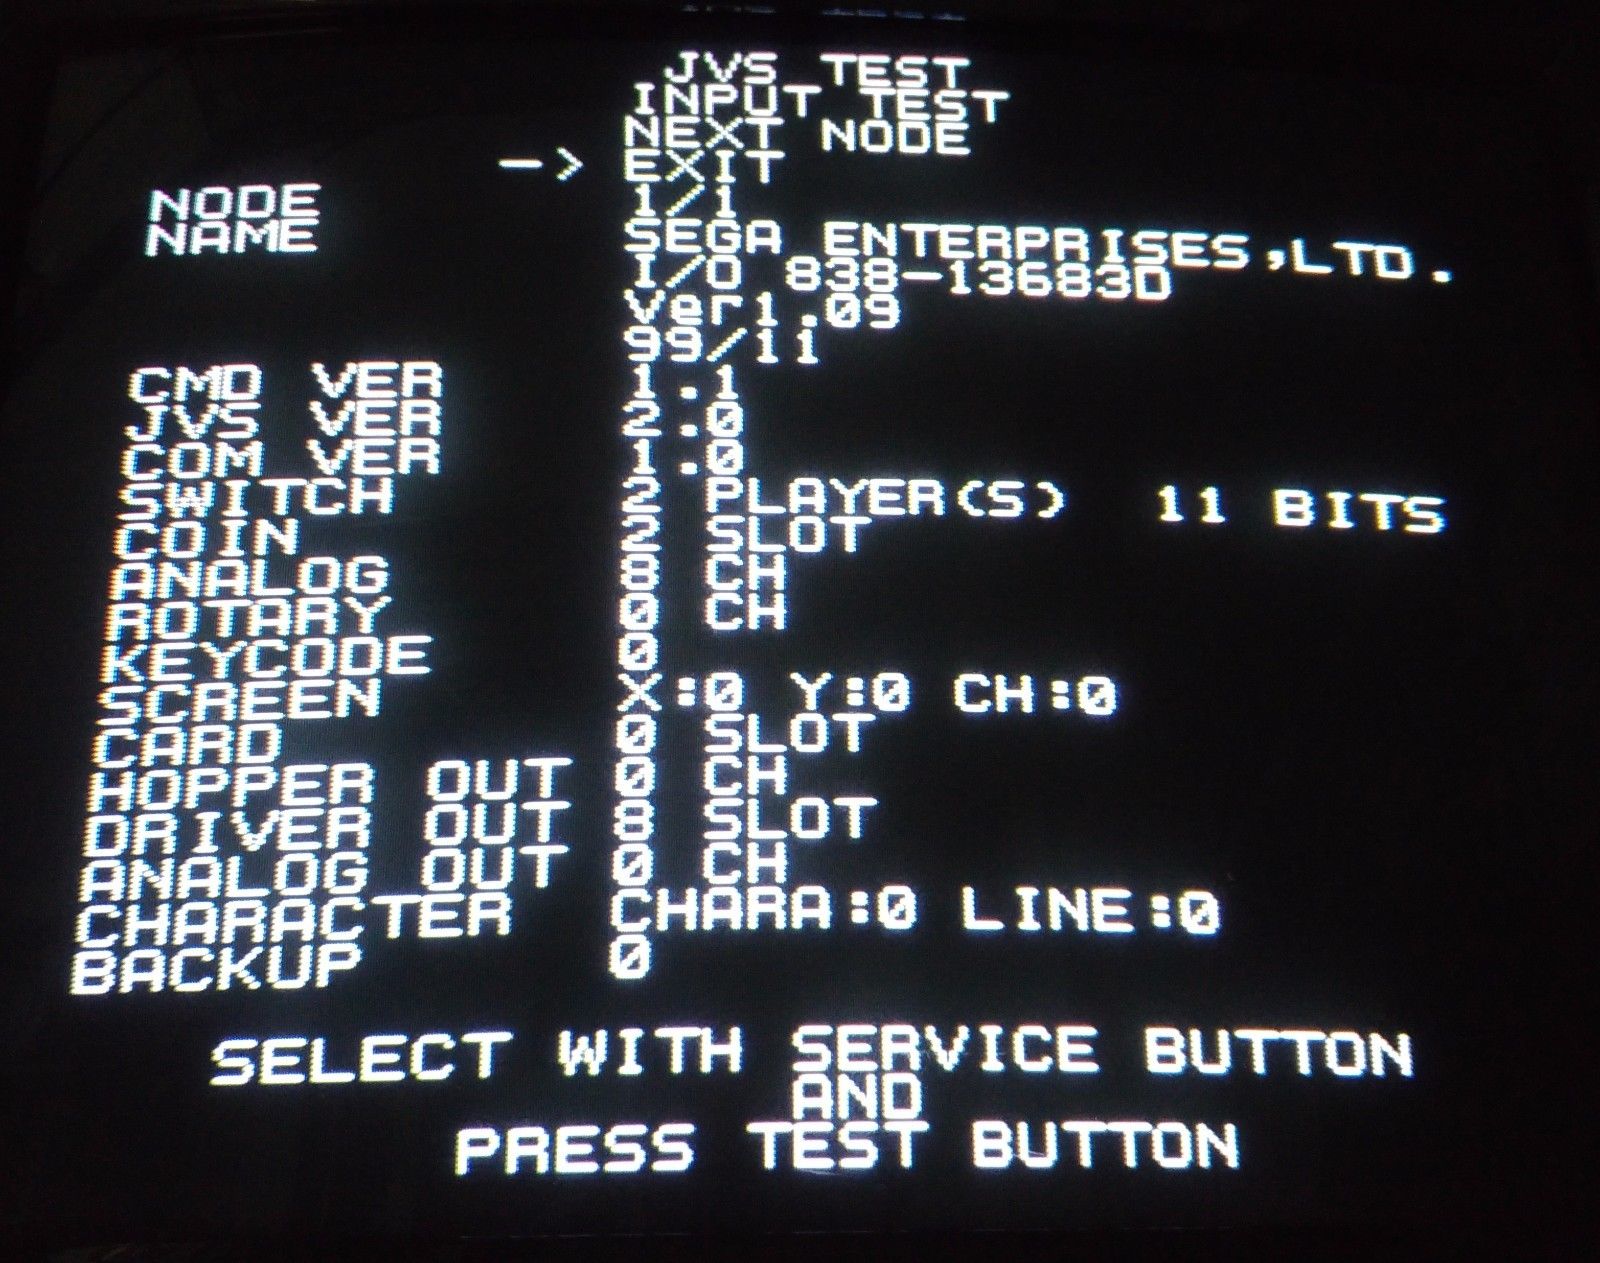 JVS TEST
INPUT TEST
NEXT NODE
-> EXIT
NODE 1/1
NAME SEGA ENTERPRISES,LTD.
I/O 838-13683D
Ver1.09
99/11
CMD VER 1.1
JVS VER 2.0
COM VER 1.0
SWITCH 2 PLAYER(S) 11 BITS
COIN 2 SLOT
ANALOG 8 CH
ROTARY 0 CH
KEYCODE 0
SCREEN X:0 Y:0 CH:0
CARD 0 SLOT
HOPPER OUT 0 CH
DRIVER OUT 8 SLOT
ANALOG OUT 0 CH
CHARACTER CHARA:0 LINE:0
BACKUP 0
SELECT WITH SERVICE BUTTON
AND
PRESS TEST BUTTON